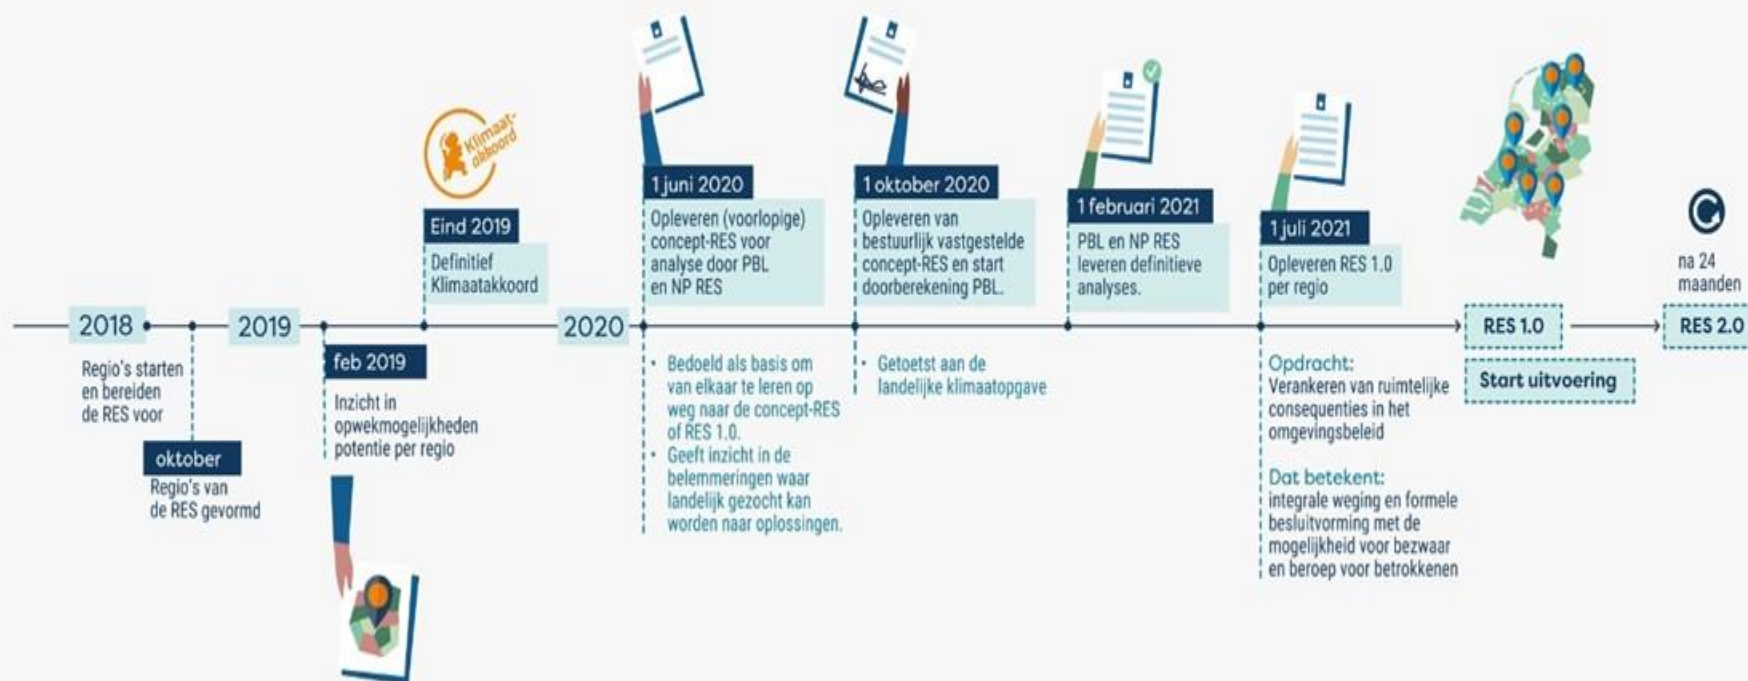 2018
Regio's starten
en bereiden
de RES voor
oktober
Regio's van
de RES gevormd
2019
feb 2019
Inzicht in
opwekmogelijkheden
potentie per regio
Klimaat-
akkoord
Eind 2019
Definitief
Klimaatakkoord
2020
1 juni 2020
Opleveren (voorlopige)
concept-RES voor
analyse door PBL
en NP RES
• Bedoeld als basis om
van elkaar te leren op
weg naar de concept-RES
of RES 1.0.
• Geeft inzicht in de
belemmeringen waar
landelijk gezocht kan
worden naar oplossingen.
1 oktober 2020
Opleveren van
bestuurlijk vastgestelde
concept-RES en start
doorberekening PBL.
• Getoetst aan de
landelijke klimaatopgave
1 februari 2021
PBL en NP RES
leveren definitieve
analyses.
1 juli 2021
Opleveren RES 1.0
per regio
Opdracht:
Verankeren van ruimtelijke
consequenties in het
omgevingsbeleid
Dat betekent:
integrale weging en formele
besluitvorming met de
mogelijkheid voor bezwaar
en beroep voor betrokkenen
RES 1.0
Start uitvoering
na 24
maanden
RES 2.0